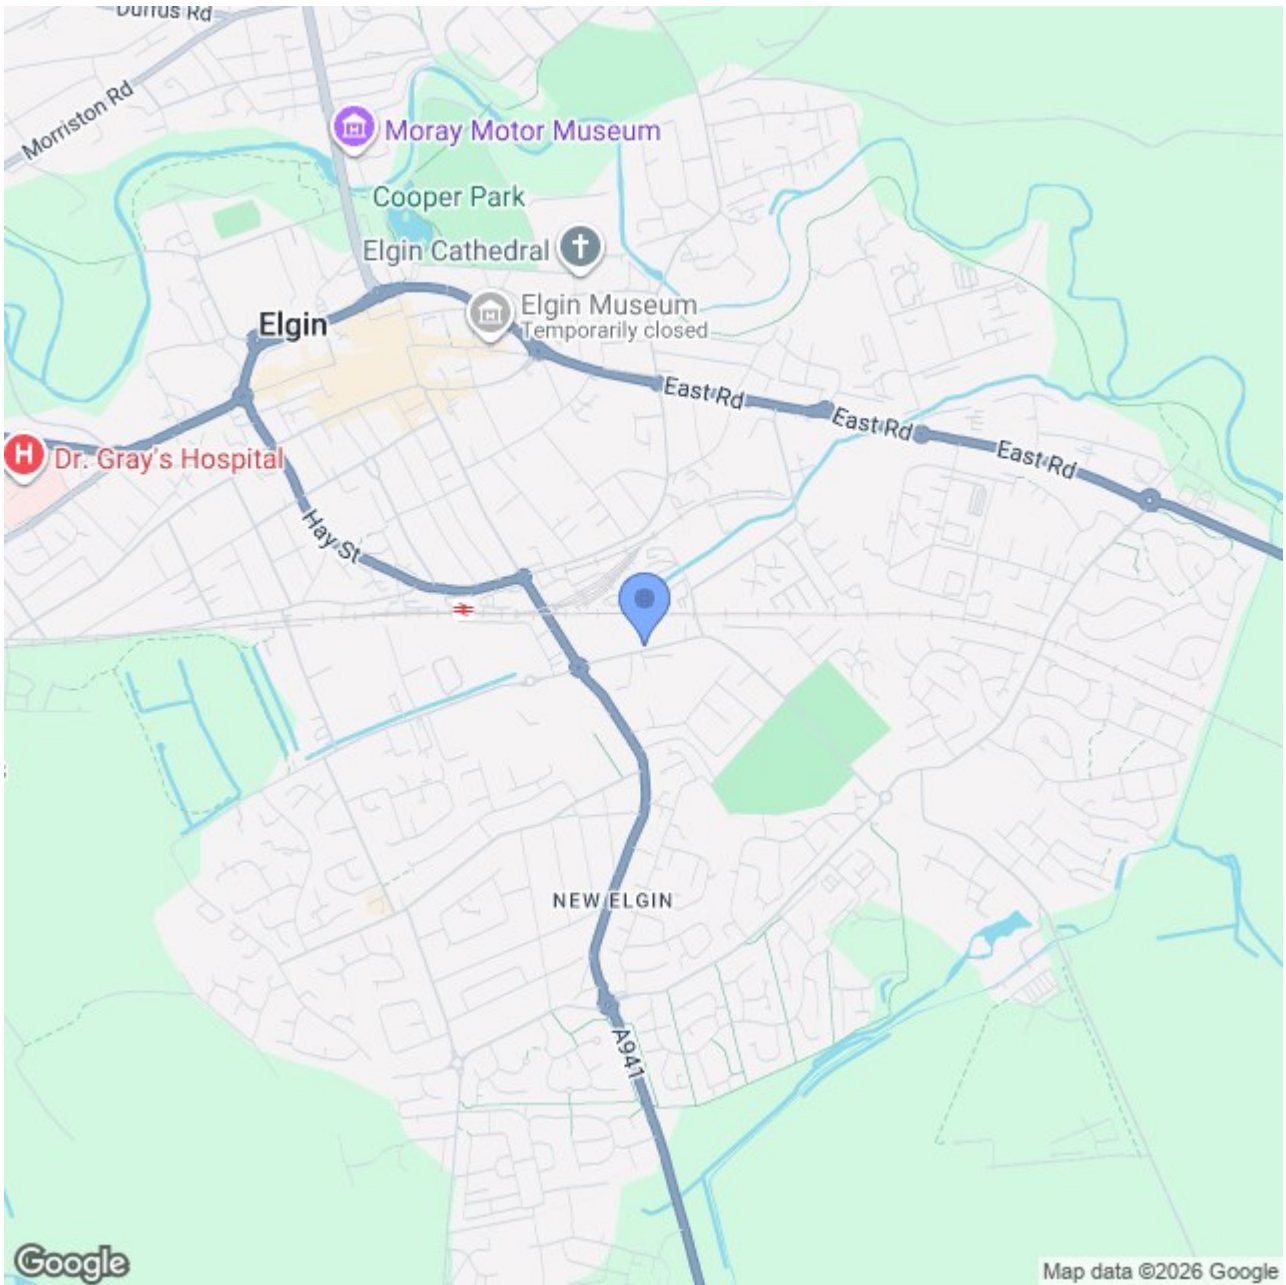 Duffus Rd
Morriston Rd
Moray Motor Museum
Cooper Park
Elgin Cathedral
Elgin Museum
Temporarily closed
Elgin
East Rd
East Rd
East Rd
H
Dr. Gray's Hospital
Hay St
NEW ELGIN
A941
Google
Map data ©2026 Google